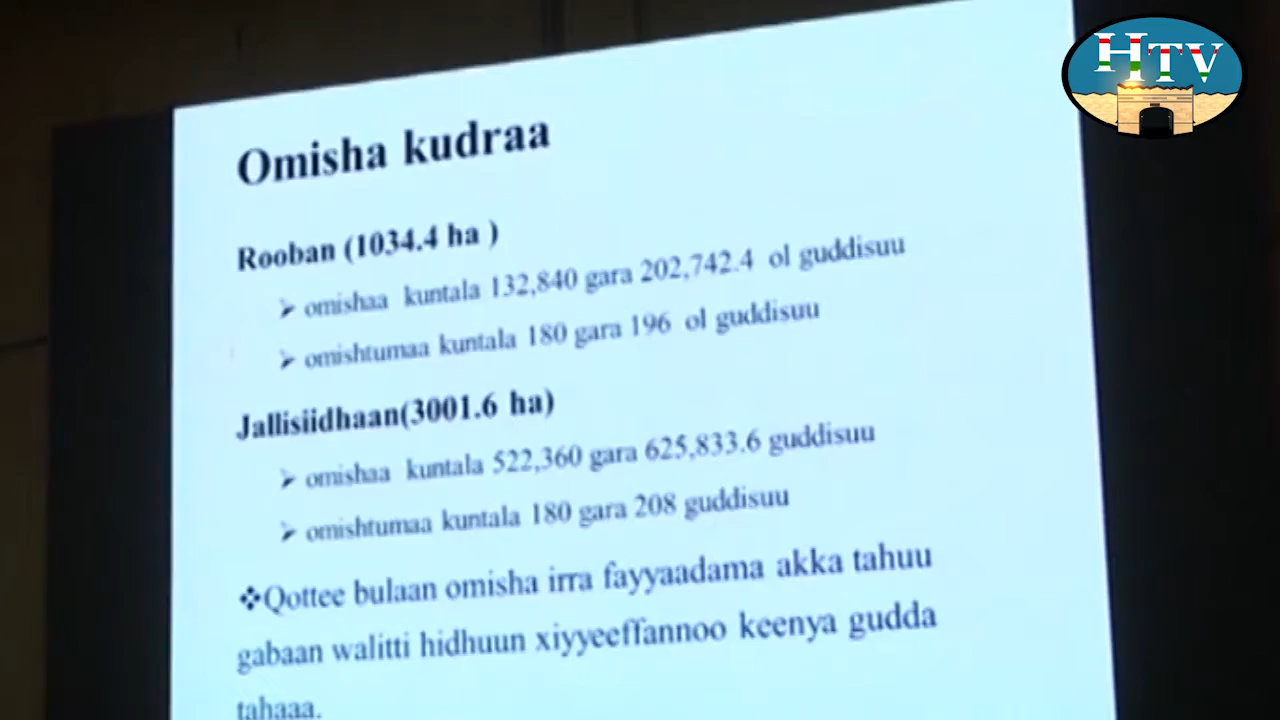 HTV
Omisha kudraa
Rooban (1034.4 ha )
➢ omishaa kuntala 132,840 gara 202,742.4 ol guddisuu
➢ omishtumaa kuntala 180 gara 196 ol guddisuu
Jallisiidhaan(3001.6 ha)
➢ omishaa kuntala 522,360 gara 625,833.6 guddisuu
➢ omishtumaa kuntala 180 gara 208 guddisuu
❖Qottee bulaan omisha irra fayyaadama akka tahuu
gabaan walitti hidhuun xiyyeeffannoo keenya gudda
tahaaa.